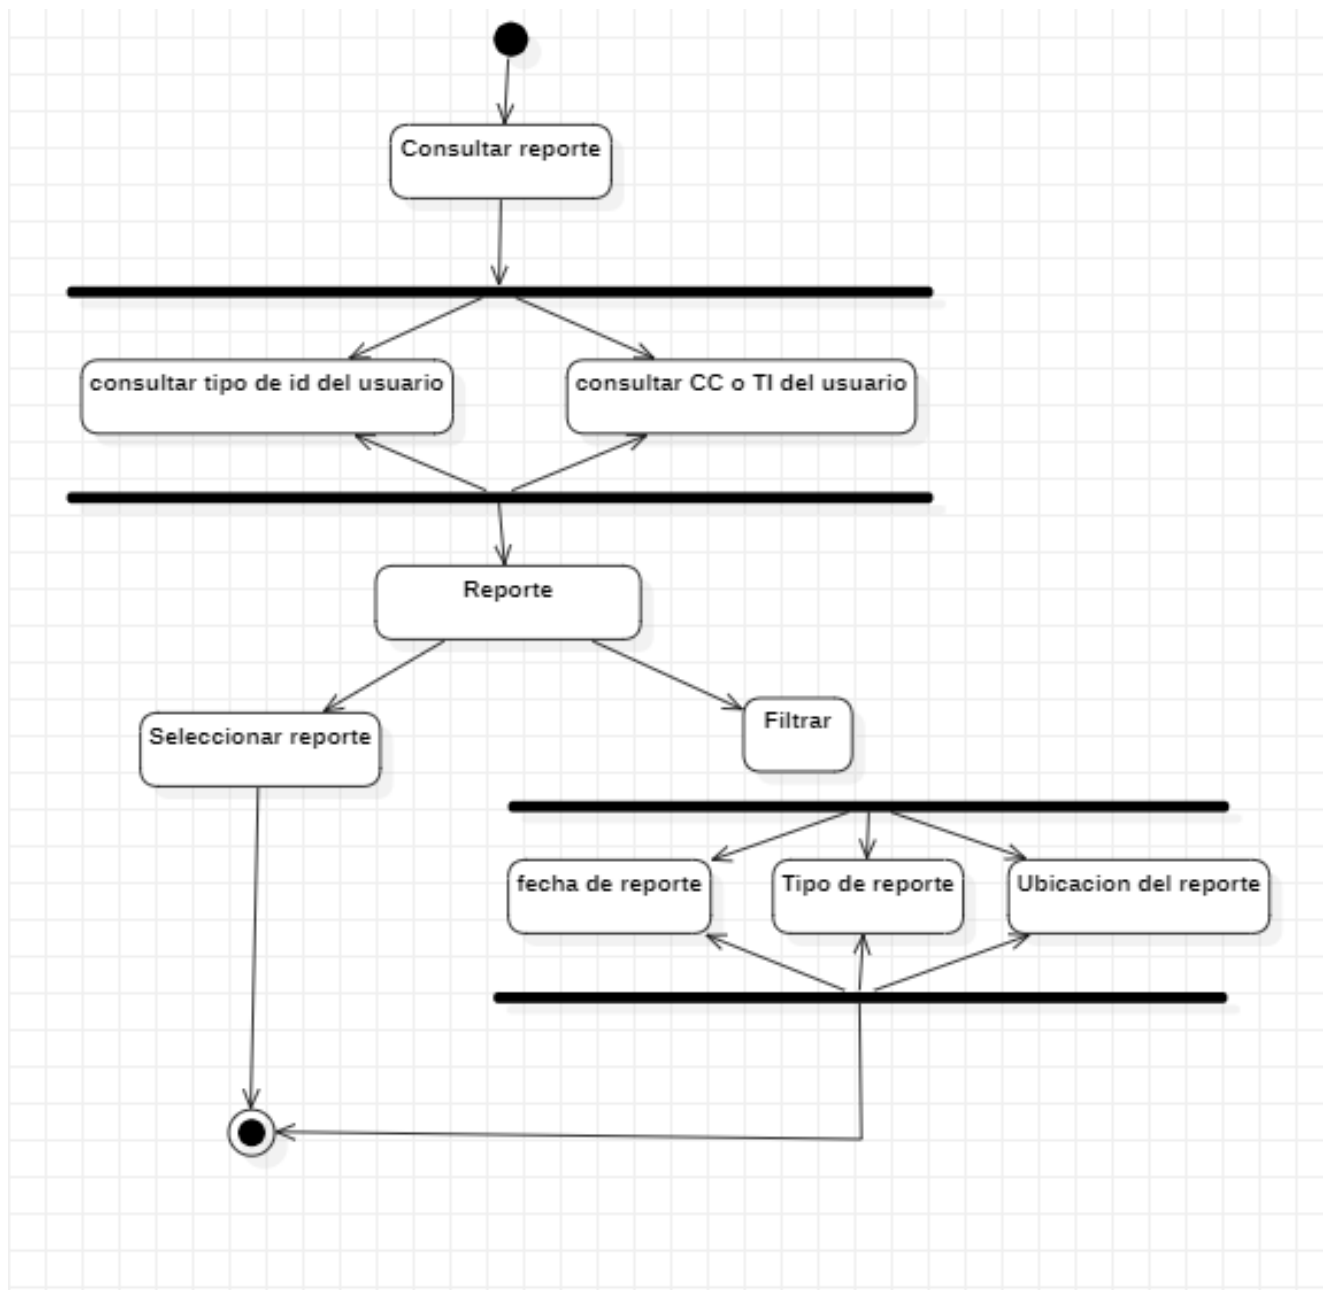 Consultar reporte
consultar tipo de id del usuario
consultar CC o TI del usuario
Reporte
Seleccionar reporte
Filtrar
fecha de reporte
Tipo de reporte
Ubicacion del reporte